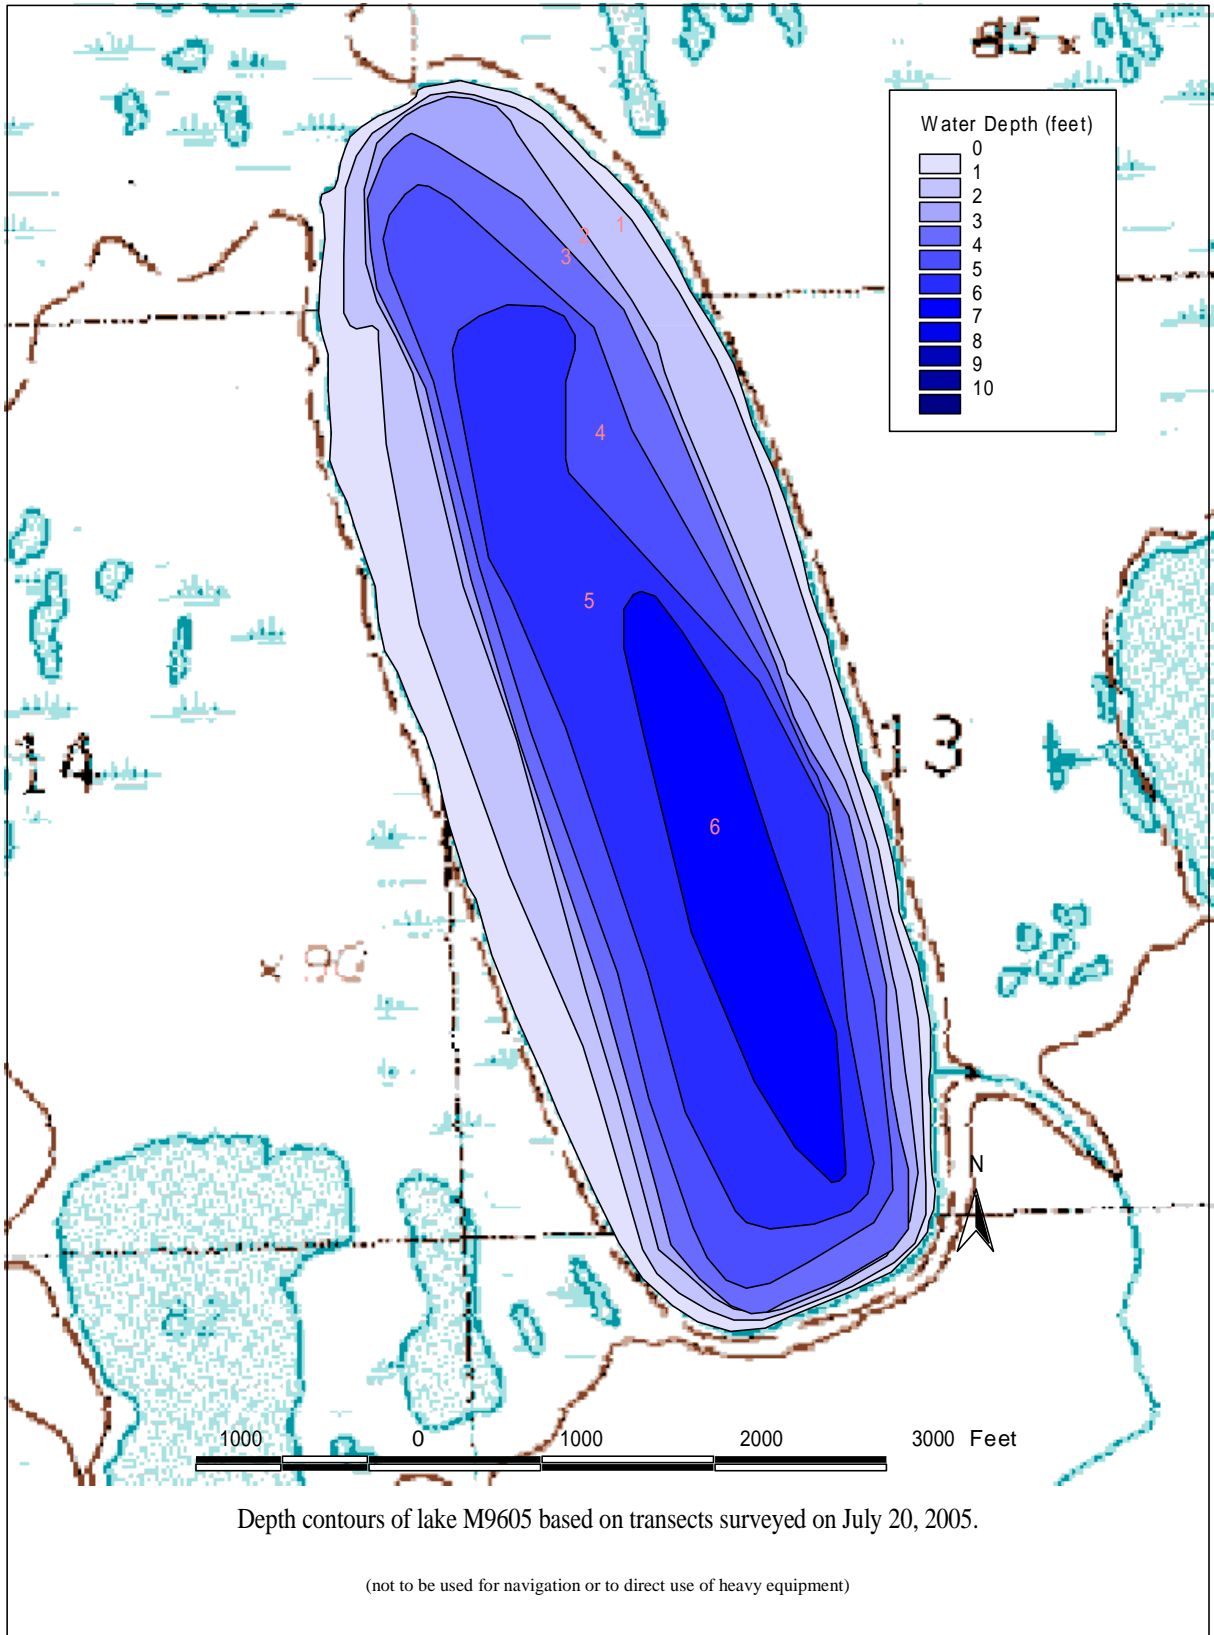 85 x
Water Depth (feet)
0
1
2
3
4
5
6
7
8
9
10
1
2
3
4
5
14
13
6
x 96
N
1000 0 1000 2000 3000 Feet
Depth contours of lake M9605 based on transects surveyed on July 20, 2005.
(not to be used for navigation or to direct use of heavy equipment)